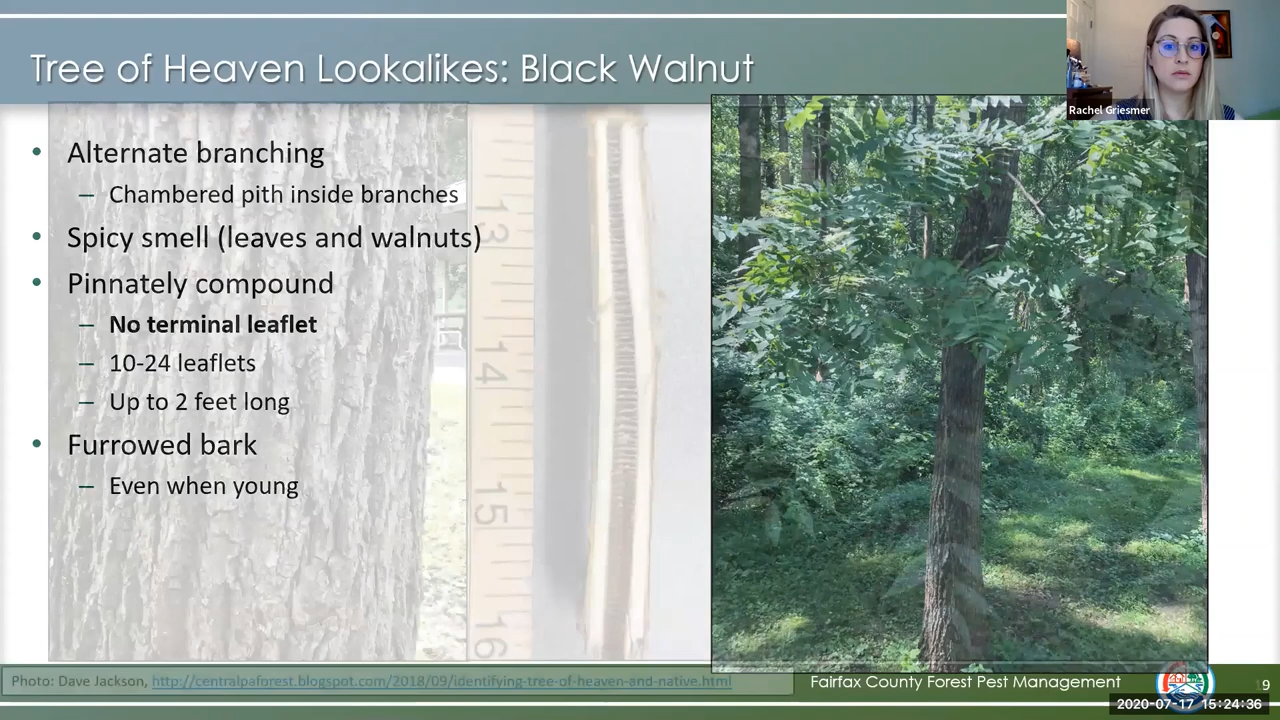 Tree of Heaven Lookalikes: Black Walnut
Rachel Griesmer
• Alternate branching
– Chambered pith inside branches
• Spicy smell (leaves and walnuts)
• Pinnately compound
– No terminal leaflet
– 10-24 leaflets
– Up to 2 feet long
• Furrowed bark
– Even when young
13
14
15
16
Photo: Dave Jackson, http://centralpaforest.blogspot.com/2018/09/identifying-tree-of-heaven-and-native.html
Fairfax County Forest Pest Management
19
2020-07-17 15:24:36